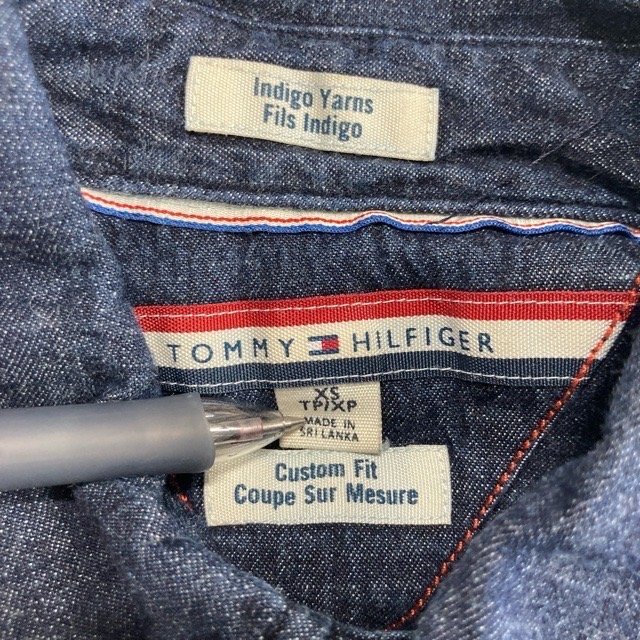 Indigo Yarns
Fils Indigo
TOMMY HILFIGER
XS
TP/XP
MADE IN
SRI LANKA
Custom Fit
Coupe Sur Mesure